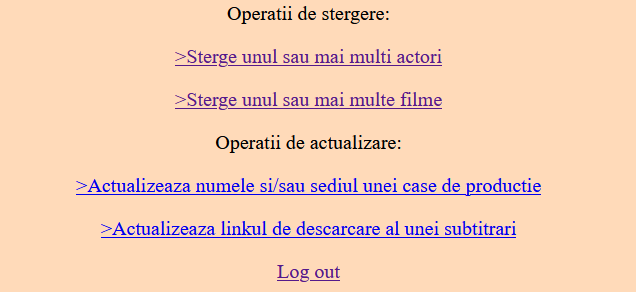 Operatii de stergere:
>Sterge unul sau mai multi actori
>Sterge unul sau mai multe filme
Operatii de actualizare:
>Actualizeaza numele si/sau sediul unei case de productie
>Actualizeaza linkul de descarcare al unei subtitrari
Log out